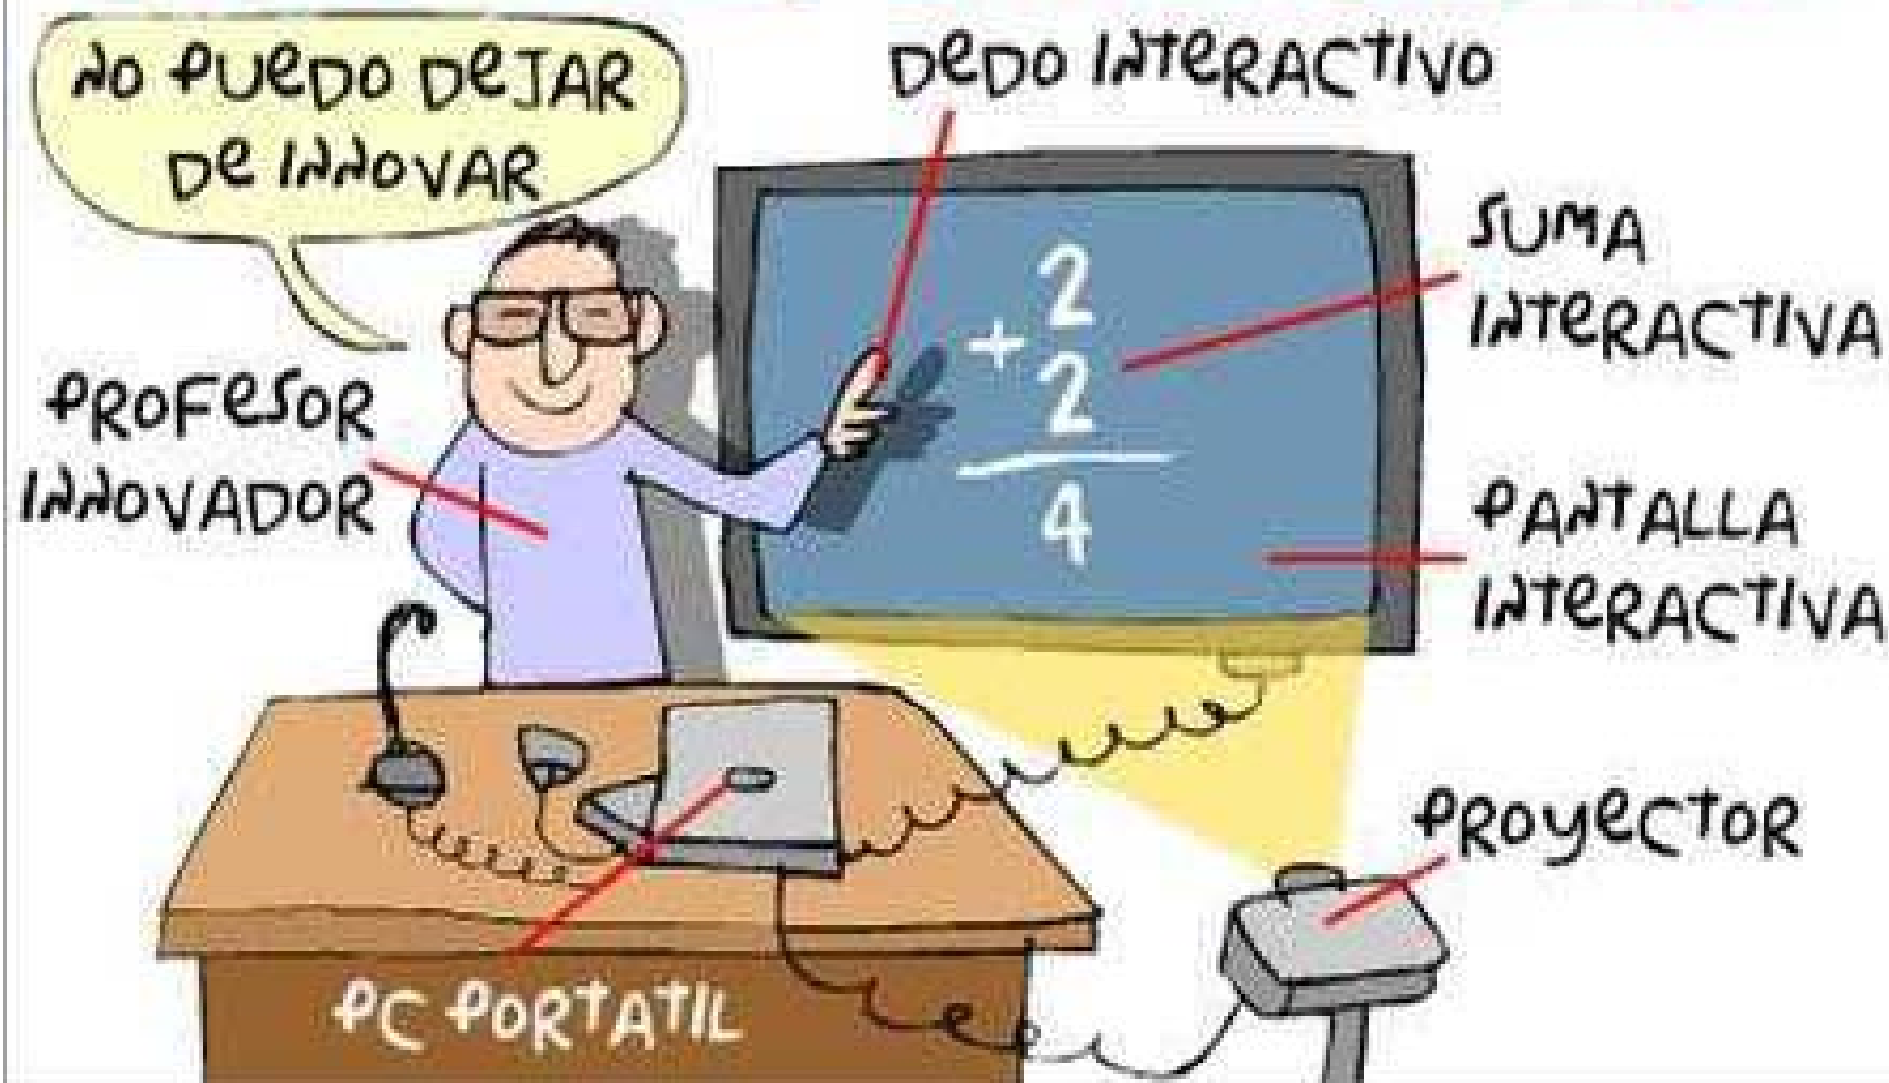 NO PUEDO DEJAR
DE INNOVAR
DEDO INTERACTIVO
SUMA
INTERACTIVA
PROFESOR
INNOVADOR
2
+
2
4
PANTALLA
INTERACTIVA
PROYECTOR
PC PORTATIL